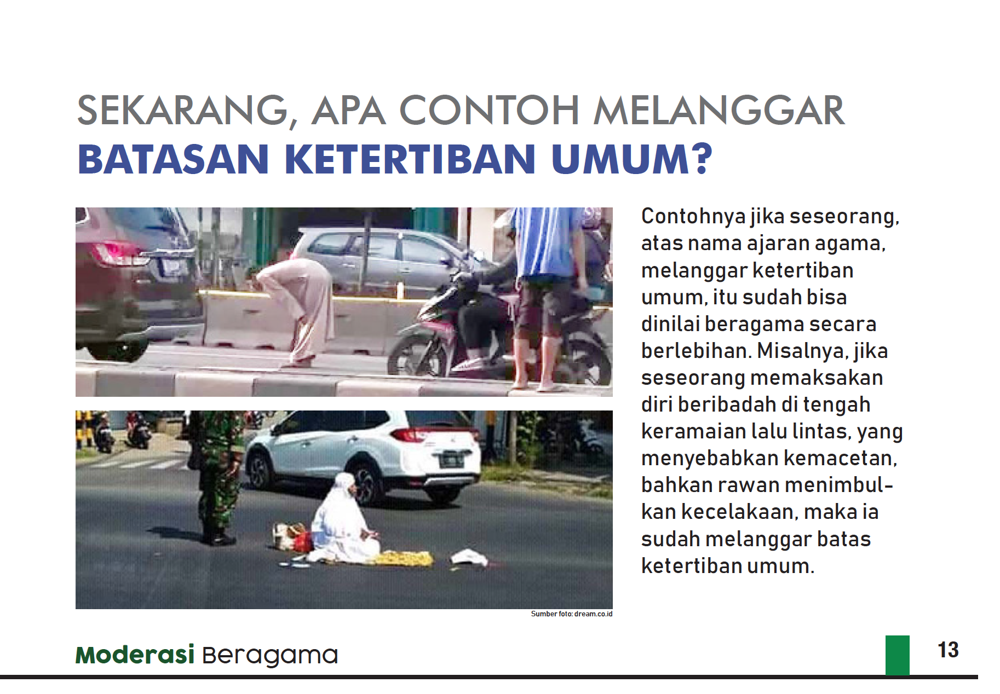 SEKARANG, APA CONTOH MELANGGAR
BATASAN KETERTIBAN UMUM?
Contohnya jika seseorang,
atas nama ajaran agama,
melanggar ketertiban
umum, itu sudah bisa
dinilai beragama secara
berlebihan. Misalnya, jika
seseorang memaksakan
diri beribadah di tengah
keramaian lalu lintas, yang
menyebabkan kemacetan,
bahkan rawan menimbul-
kan kecelakaan, maka ia
sudah melanggar batas
ketertiban umum.
Sumber foto: dream.co.id
Moderasi Beragama
13